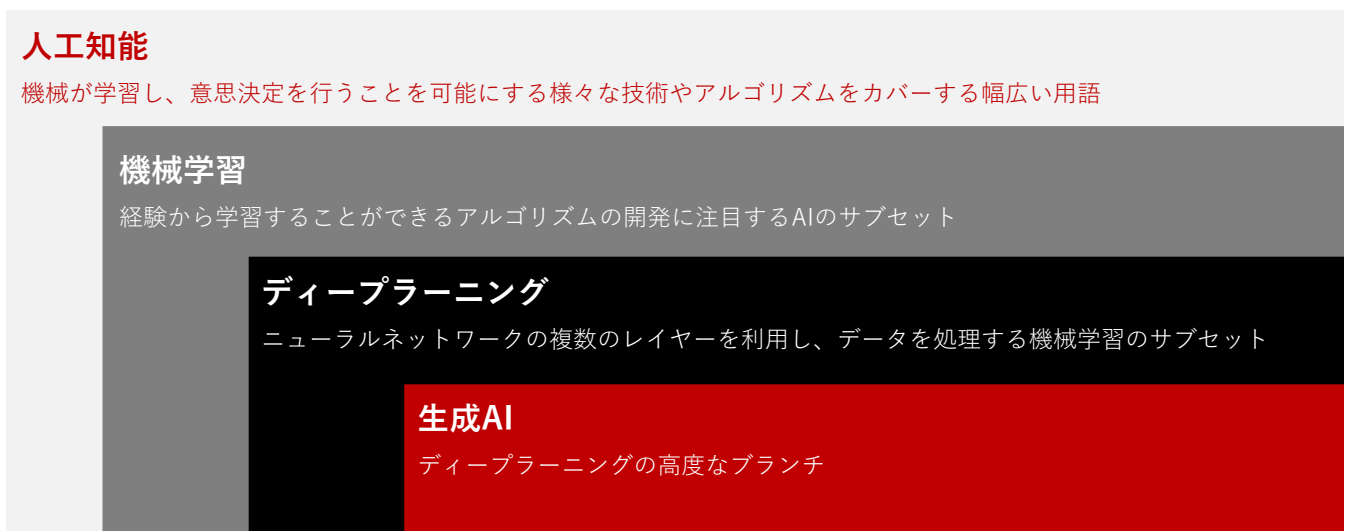 人工知能
機械が学習し、意思決定を行うことを可能にする様々な技術やアルゴリズムをカバーする幅広い用語
機械学習
経験から学習することができるアルゴリズムの開発に注目するAIのサブセット
ディープラーニング
ニューラルネットワークの複数のレイヤーを利用し、データを処理する機械学習のサブセット
生成AI
ディープラーニングの高度なブランチ